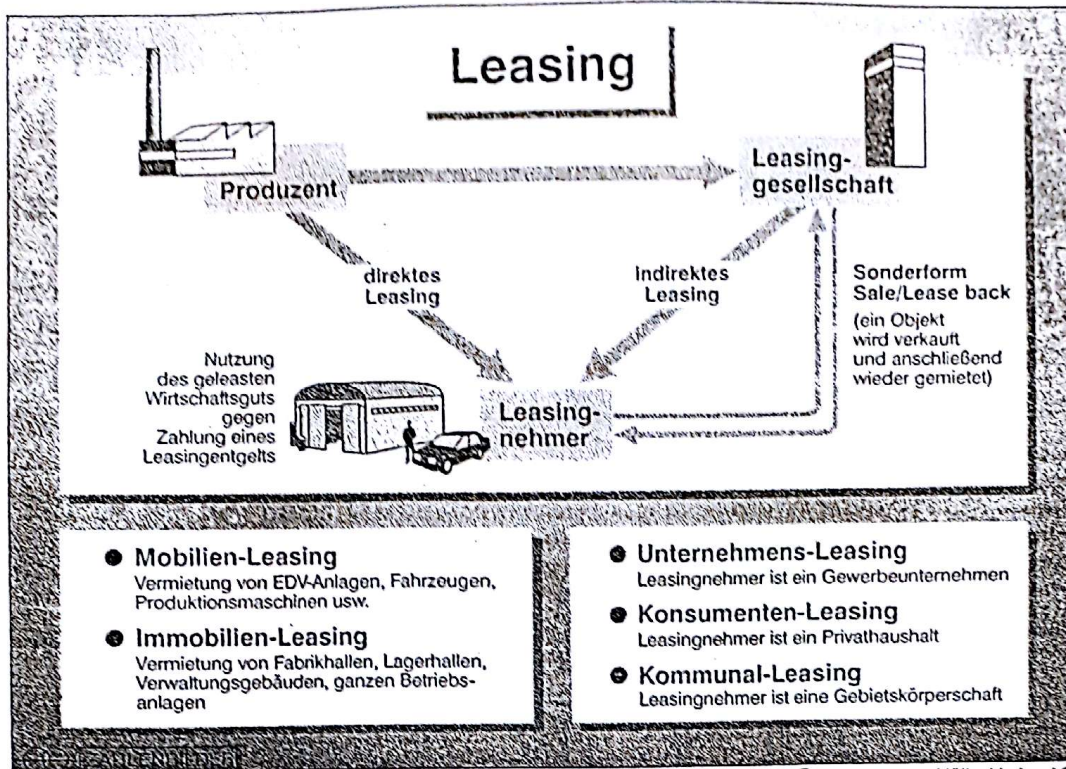 Leasing
Produzent
Leasing-
gesellschaft
direktes
Leasing
indirektes
Leasing
Sonderform
Sale/Lease back
(ein Objekt
wird verkauft
und anschließend
wieder gemietet)
Nutzung
des geleasten
Wirtschaftsguts
gegen
Zahlung eines
Leasingentgelts
Leasing-
nehmer
● Mobilien-Leasing
Vermietung von EDV-Anlagen, Fahrzeugen,
Produktionsmaschinen usw.
● Immobilien-Leasing
Vermietung von Fabrikhallen, Lagerhallen,
Verwaltungsgebäuden, ganzen Betriebs-
anlagen
● Unternehmens-Leasing
Leasingnehmer ist ein Gewerbeunternehmen
● Konsumenten-Leasing
Leasingnehmer ist ein Privathaushalt
● Kommunal-Leasing
Leasingnehmer ist eine Gebietskörperschaft
ZAHLENBILDER